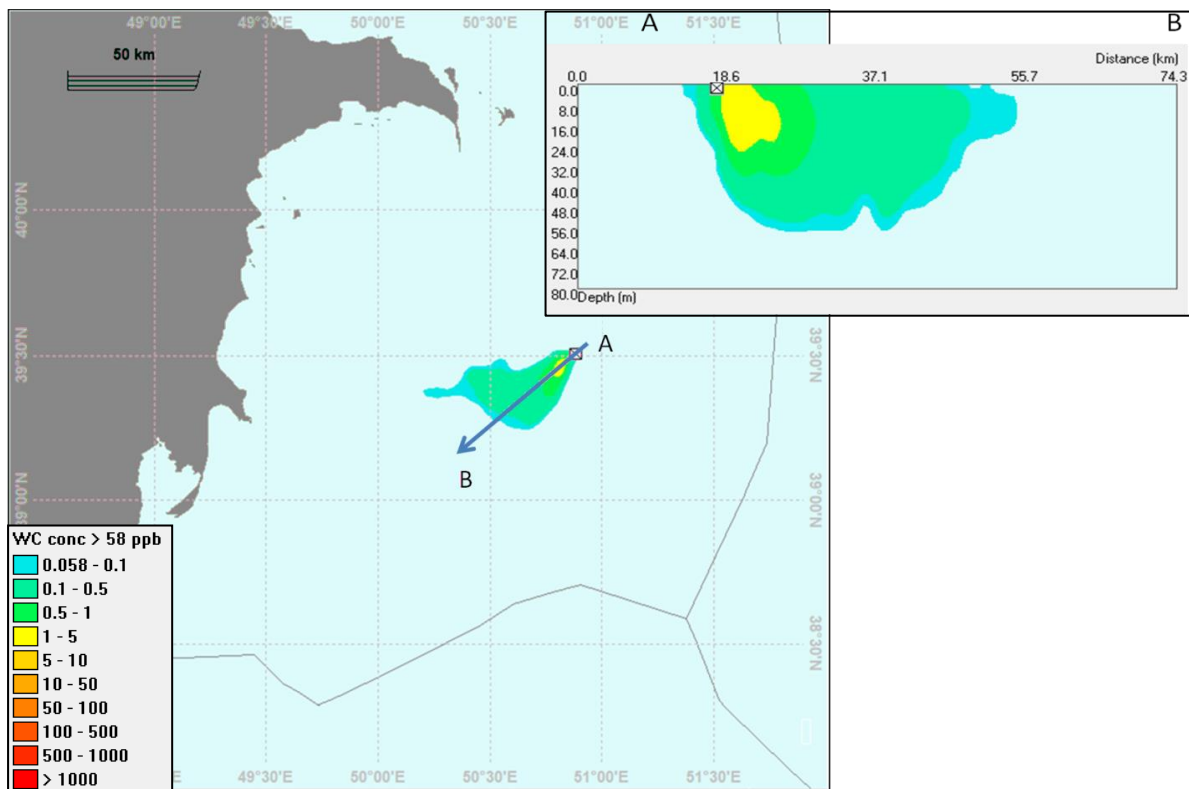 49°00'E 49°30'E 50°00'E 50°30'E 51°00'E 51°30'E
50 km
A B
Distance (km)
0.0 18.6 37.1 55.7 74.3
0.0
8.0
16.0
24.0
32.0
40.0
48.0
56.0
64.0
72.0
80.0 Depth (m)
40°00'N
39°30'N 39°30'N
A
B
39°00'N
38°30'N
WC conc > 58 ppb
0.058 - 0.1
0.1 - 0.5
0.5 - 1
1 - 5
5 - 10
10 - 50
50 - 100
100 - 500
500 - 1000
> 1000
E 49°30'E 50°00'E 50°30'E 51°00'E 51°30'E